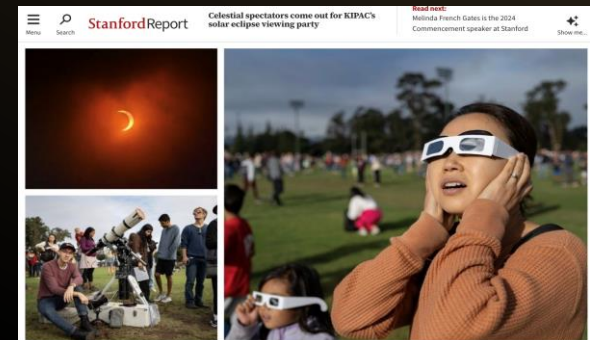 Menu
Search
StanfordReport
Celestial spectators come out for KIPAC's
solar eclipse viewing party
Read next:
Melinda French Gates is the 2024
Commencement speaker at Stanford
Show me...